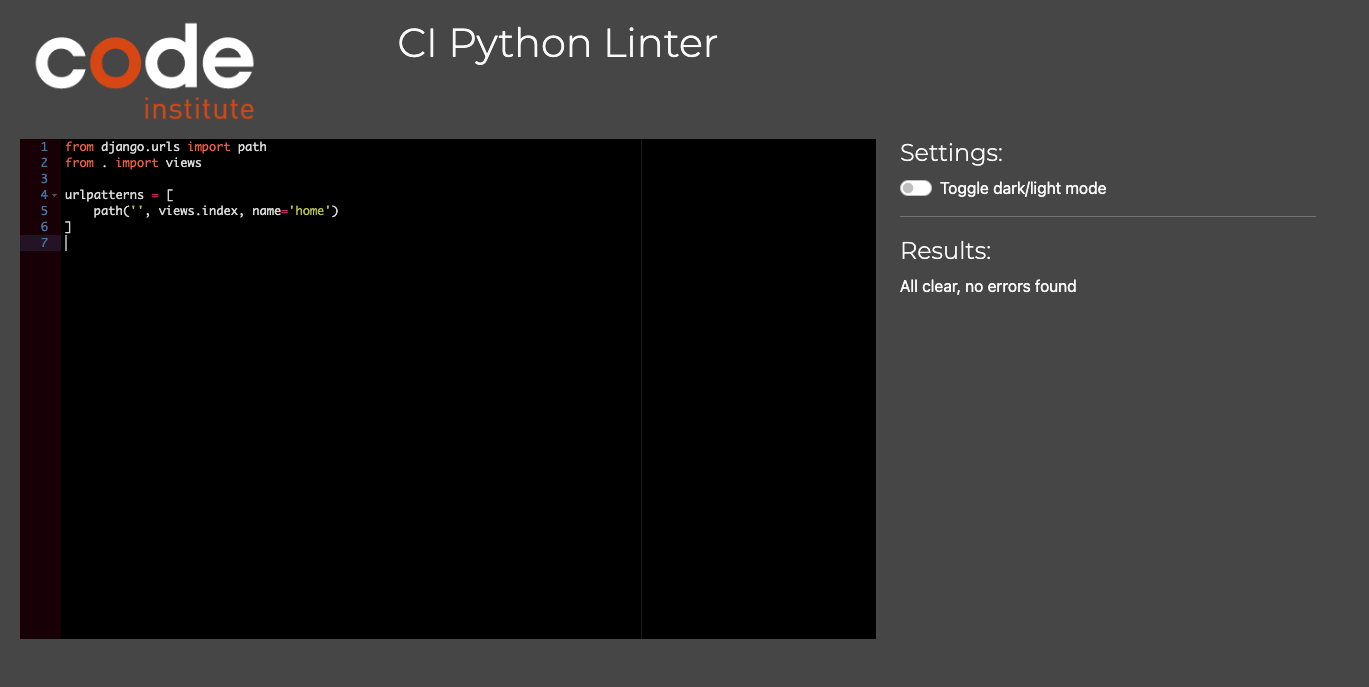 code
institute
CI Python Linter
1 from django.urls import path
2 from . import views
3
4 urlpatterns = [
5     path('', views.index, name='home')
6 ]
7
Settings:
Toggle dark/light mode
Results:
All clear, no errors found